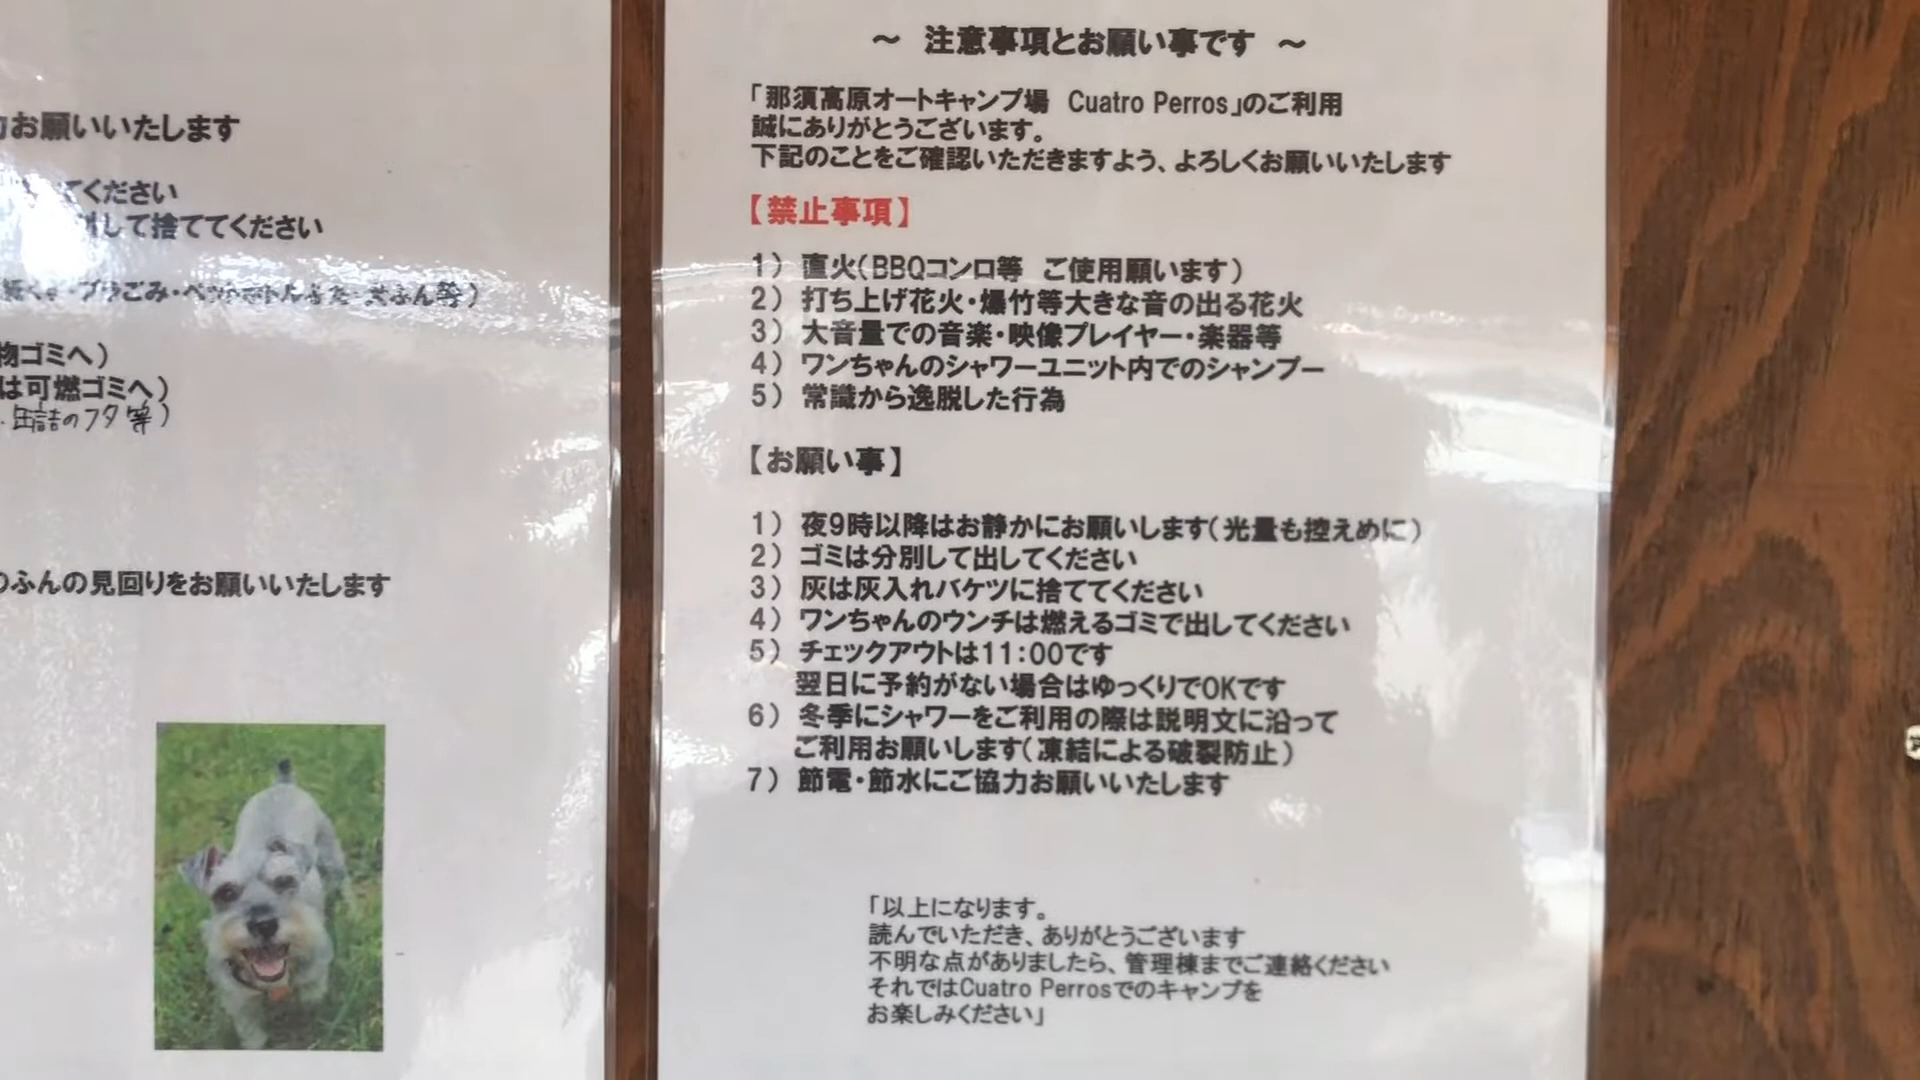 お願いいたします
てください
して捨ててください
プラごみ・ペットボトルふた・犬ふん等）
物ゴミへ）
は可燃ゴミへ）
・缶詰のフタ等）
のふんの見回りをお願いいたします
～ 注意事項とお願い事です ～
「那須高原オートキャンプ場 Cuatro Perros」のご利用
誠にありがとうございます。
下記のことをご確認いただきますよう、よろしくお願いいたします
【禁止事項】
1） 直火（BBQコンロ等 ご使用願います）
2） 打ち上げ花火・爆竹等大きな音の出る花火
3） 大音量での音楽・映像プレイヤー・楽器等
4） ワンちゃんのシャワーユニット内でのシャンプー
5） 常識から逸脱した行為
【お願い事】
1） 夜9時以降はお静かにお願いします（光量も控えめに）
2） ゴミは分別して出してください
3） 灰は灰入れバケツに捨ててください
4） ワンちゃんのウンチは燃えるゴミで出してください
5） チェックアウトは11：00です
翌日に予約がない場合はゆっくりでOKです
6） 冬季にシャワーをご利用の際は説明文に沿って
ご利用お願いします（凍結による破裂防止）
7） 節電・節水にご協力お願いいたします
「以上になります。
読んでいただき、ありがとうございます
不明な点がありましたら、管理棟までご連絡ください
それではCuatro Perrosでのキャンプを
お楽しみください」